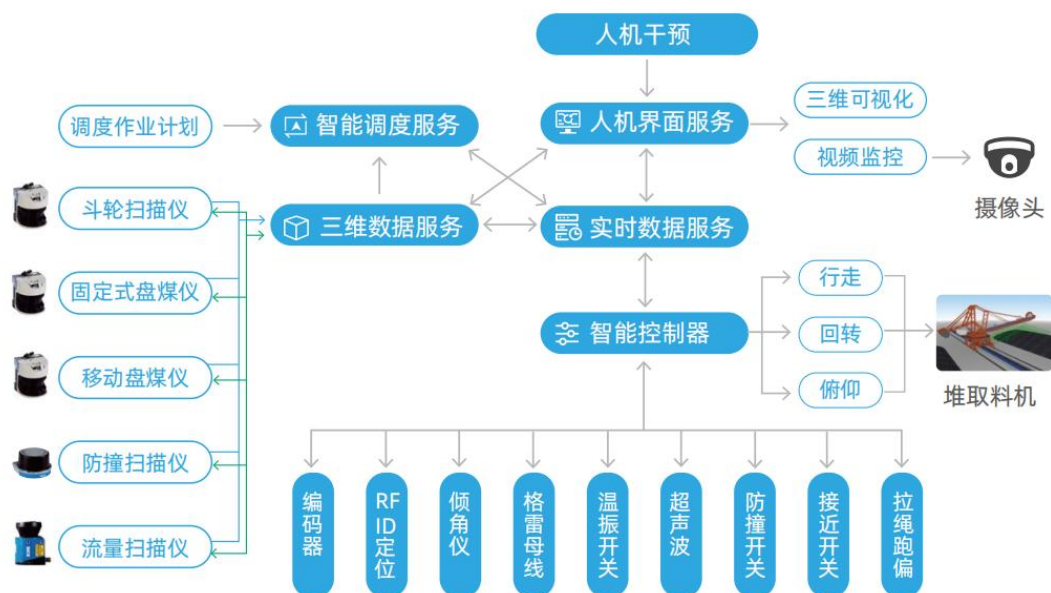 人机干预
调度作业计划
智能调度服务
人机界面服务
三维可视化
视频监控
摄像头
斗轮扫描仪
三维数据服务
实时数据服务
固定式盘煤仪
行走
智能控制器
回转
移动盘煤仪
俯仰
堆取料机
防撞扫描仪
流量扫描仪
编码器
RFID定位
倾角仪
格雷母线
温振开关
超声波
防撞开关
接近开关
拉绳跑偏